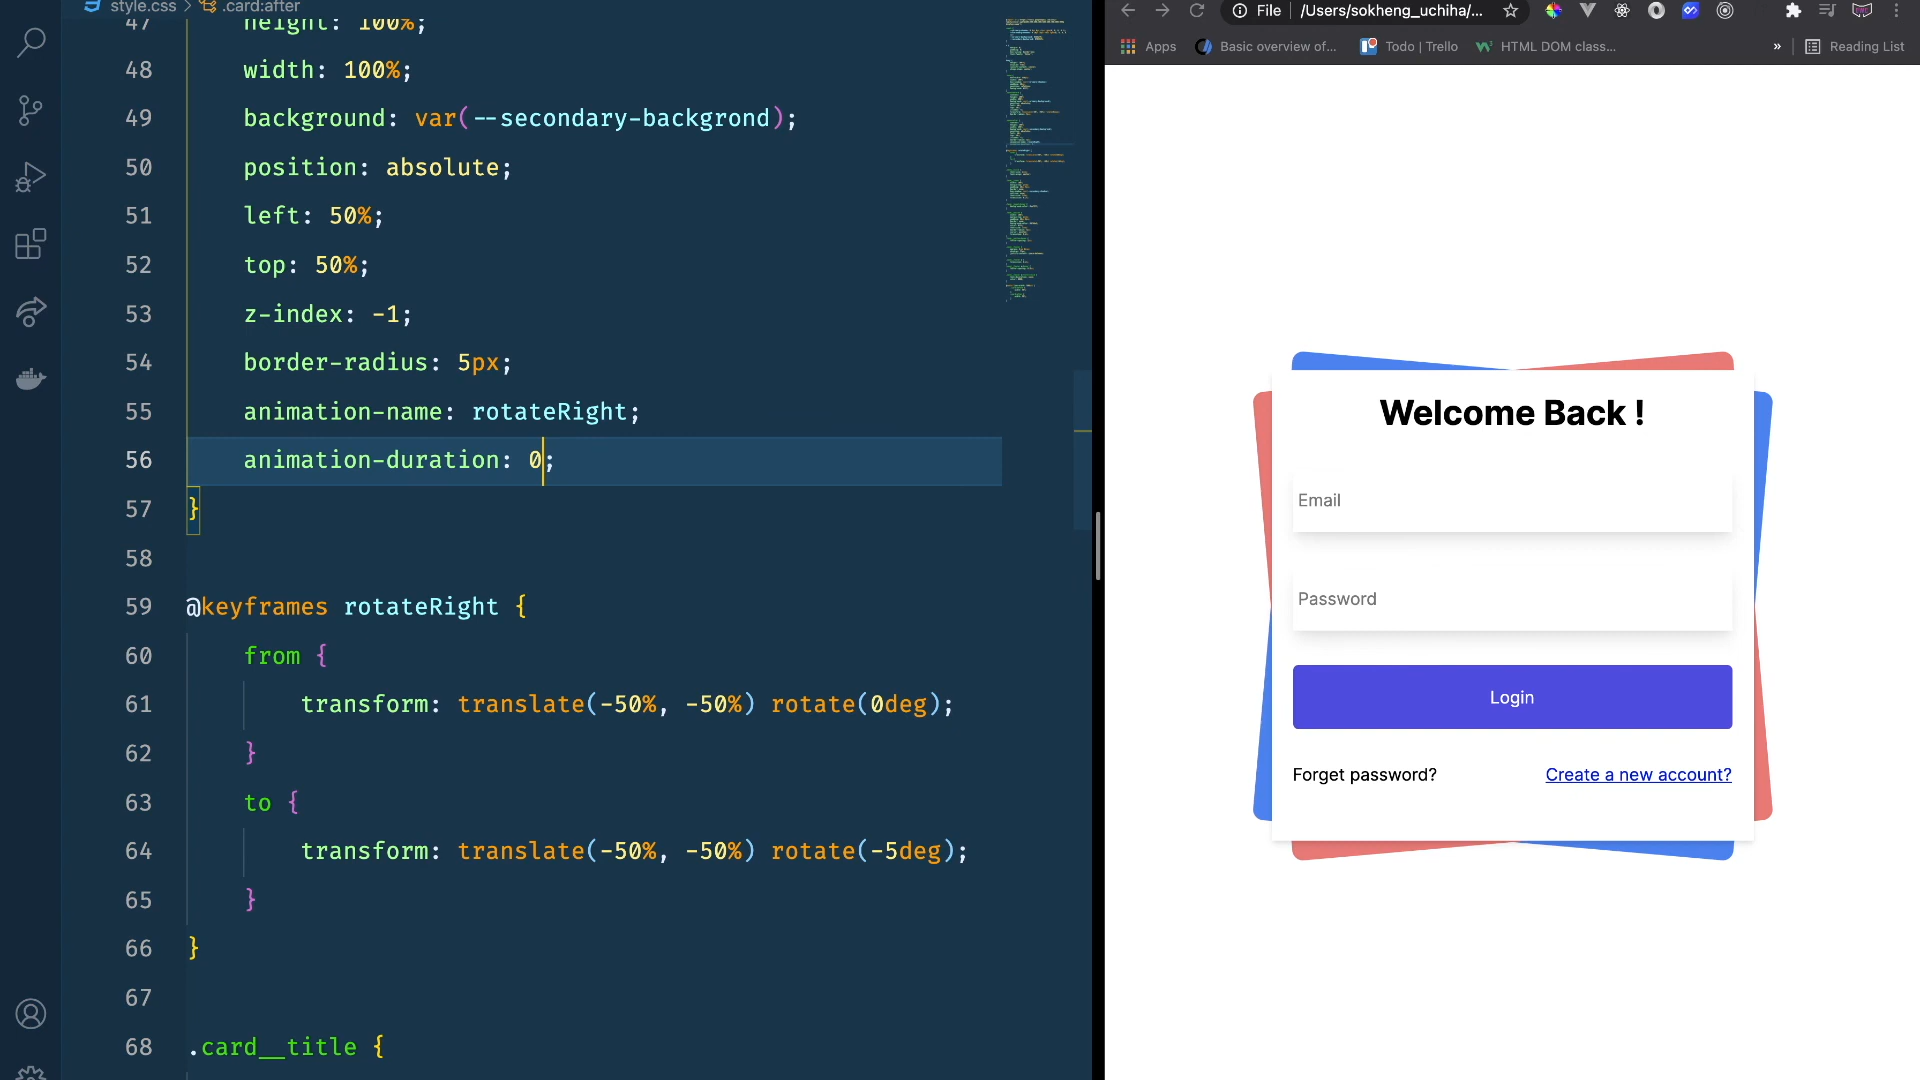 style.css > .card:after
47 height: 100%;
48 width: 100%;
49 background: var(--secondary-backgrond);
50 position: absolute;
51 left: 50%;
52 top: 50%;
53 z-index: -1;
54 border-radius: 5px;
55 animation-name: rotateRight;
56 animation-duration: 0;
57 }
58
59 @keyframes rotateRight {
60 from {
61 transform: translate(-50%, -50%) rotate(0deg);
62 }
63 to {
64 transform: translate(-50%, -50%) rotate(-5deg);
65 }
66 }
67
68 .card__title {
File /Users/sokheng_uchiha/...
Apps Basic overview of... Todo | Trello HTML DOM class... » Reading List
Welcome Back !
Email
Password
Login
Forget password? Create a new account?